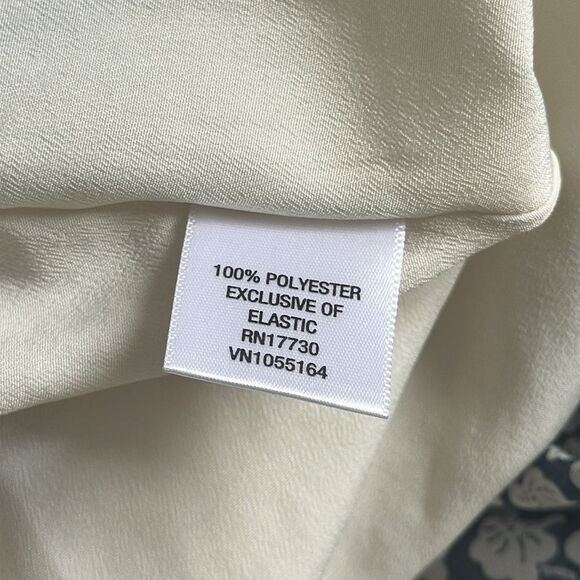 100% POLYESTER
EXCLUSIVE OF
ELASTIC
RN17730
VN1055164